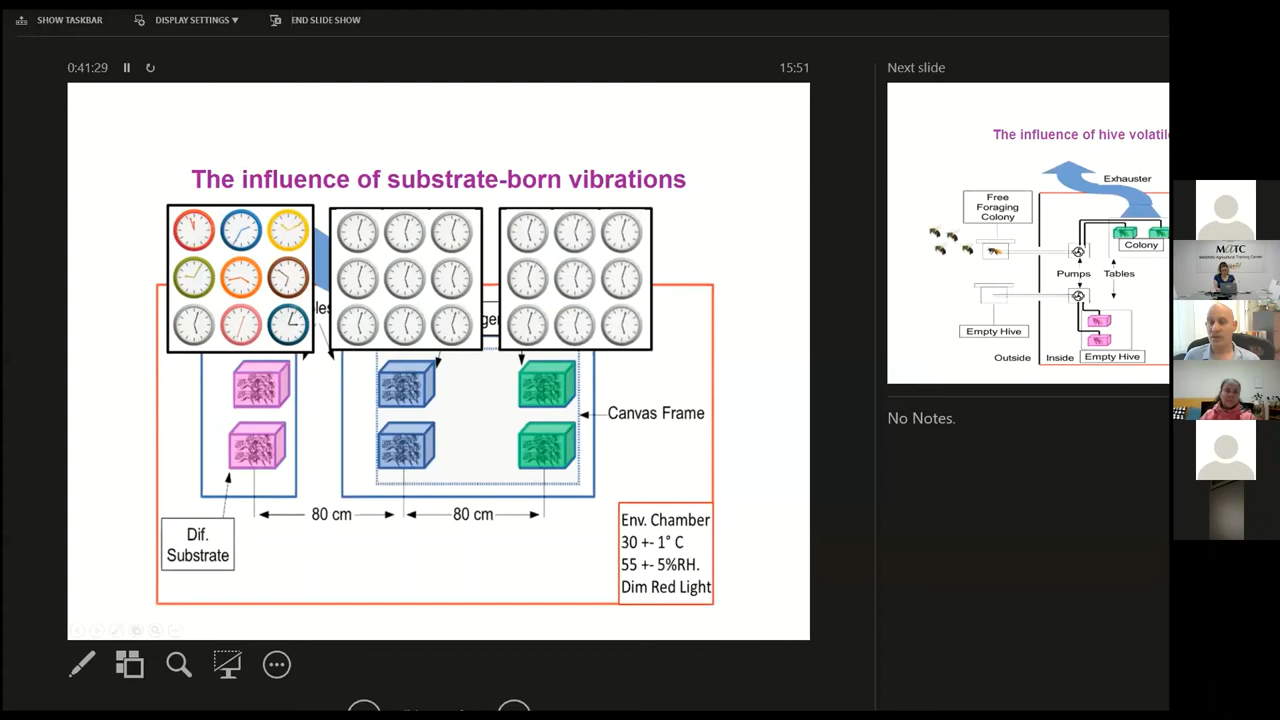 SHOW TASKBAR
DISPLAY SETTINGS
END SLIDE SHOW
0:41:29
15:51
The influence of substrate-born vibrations
Canvas Frame
80 cm
80 cm
Dif.
Substrate
Env. Chamber
30 +- 1° C
55 +- 5%RH.
Dim Red Light
Next slide
The influence of hive volatil
Exhauster
Free
Foraging
Colony
Colony
Pumps
Tables
Empty Hive
Outside
Inside
Empty Hive
No Notes.
MATC